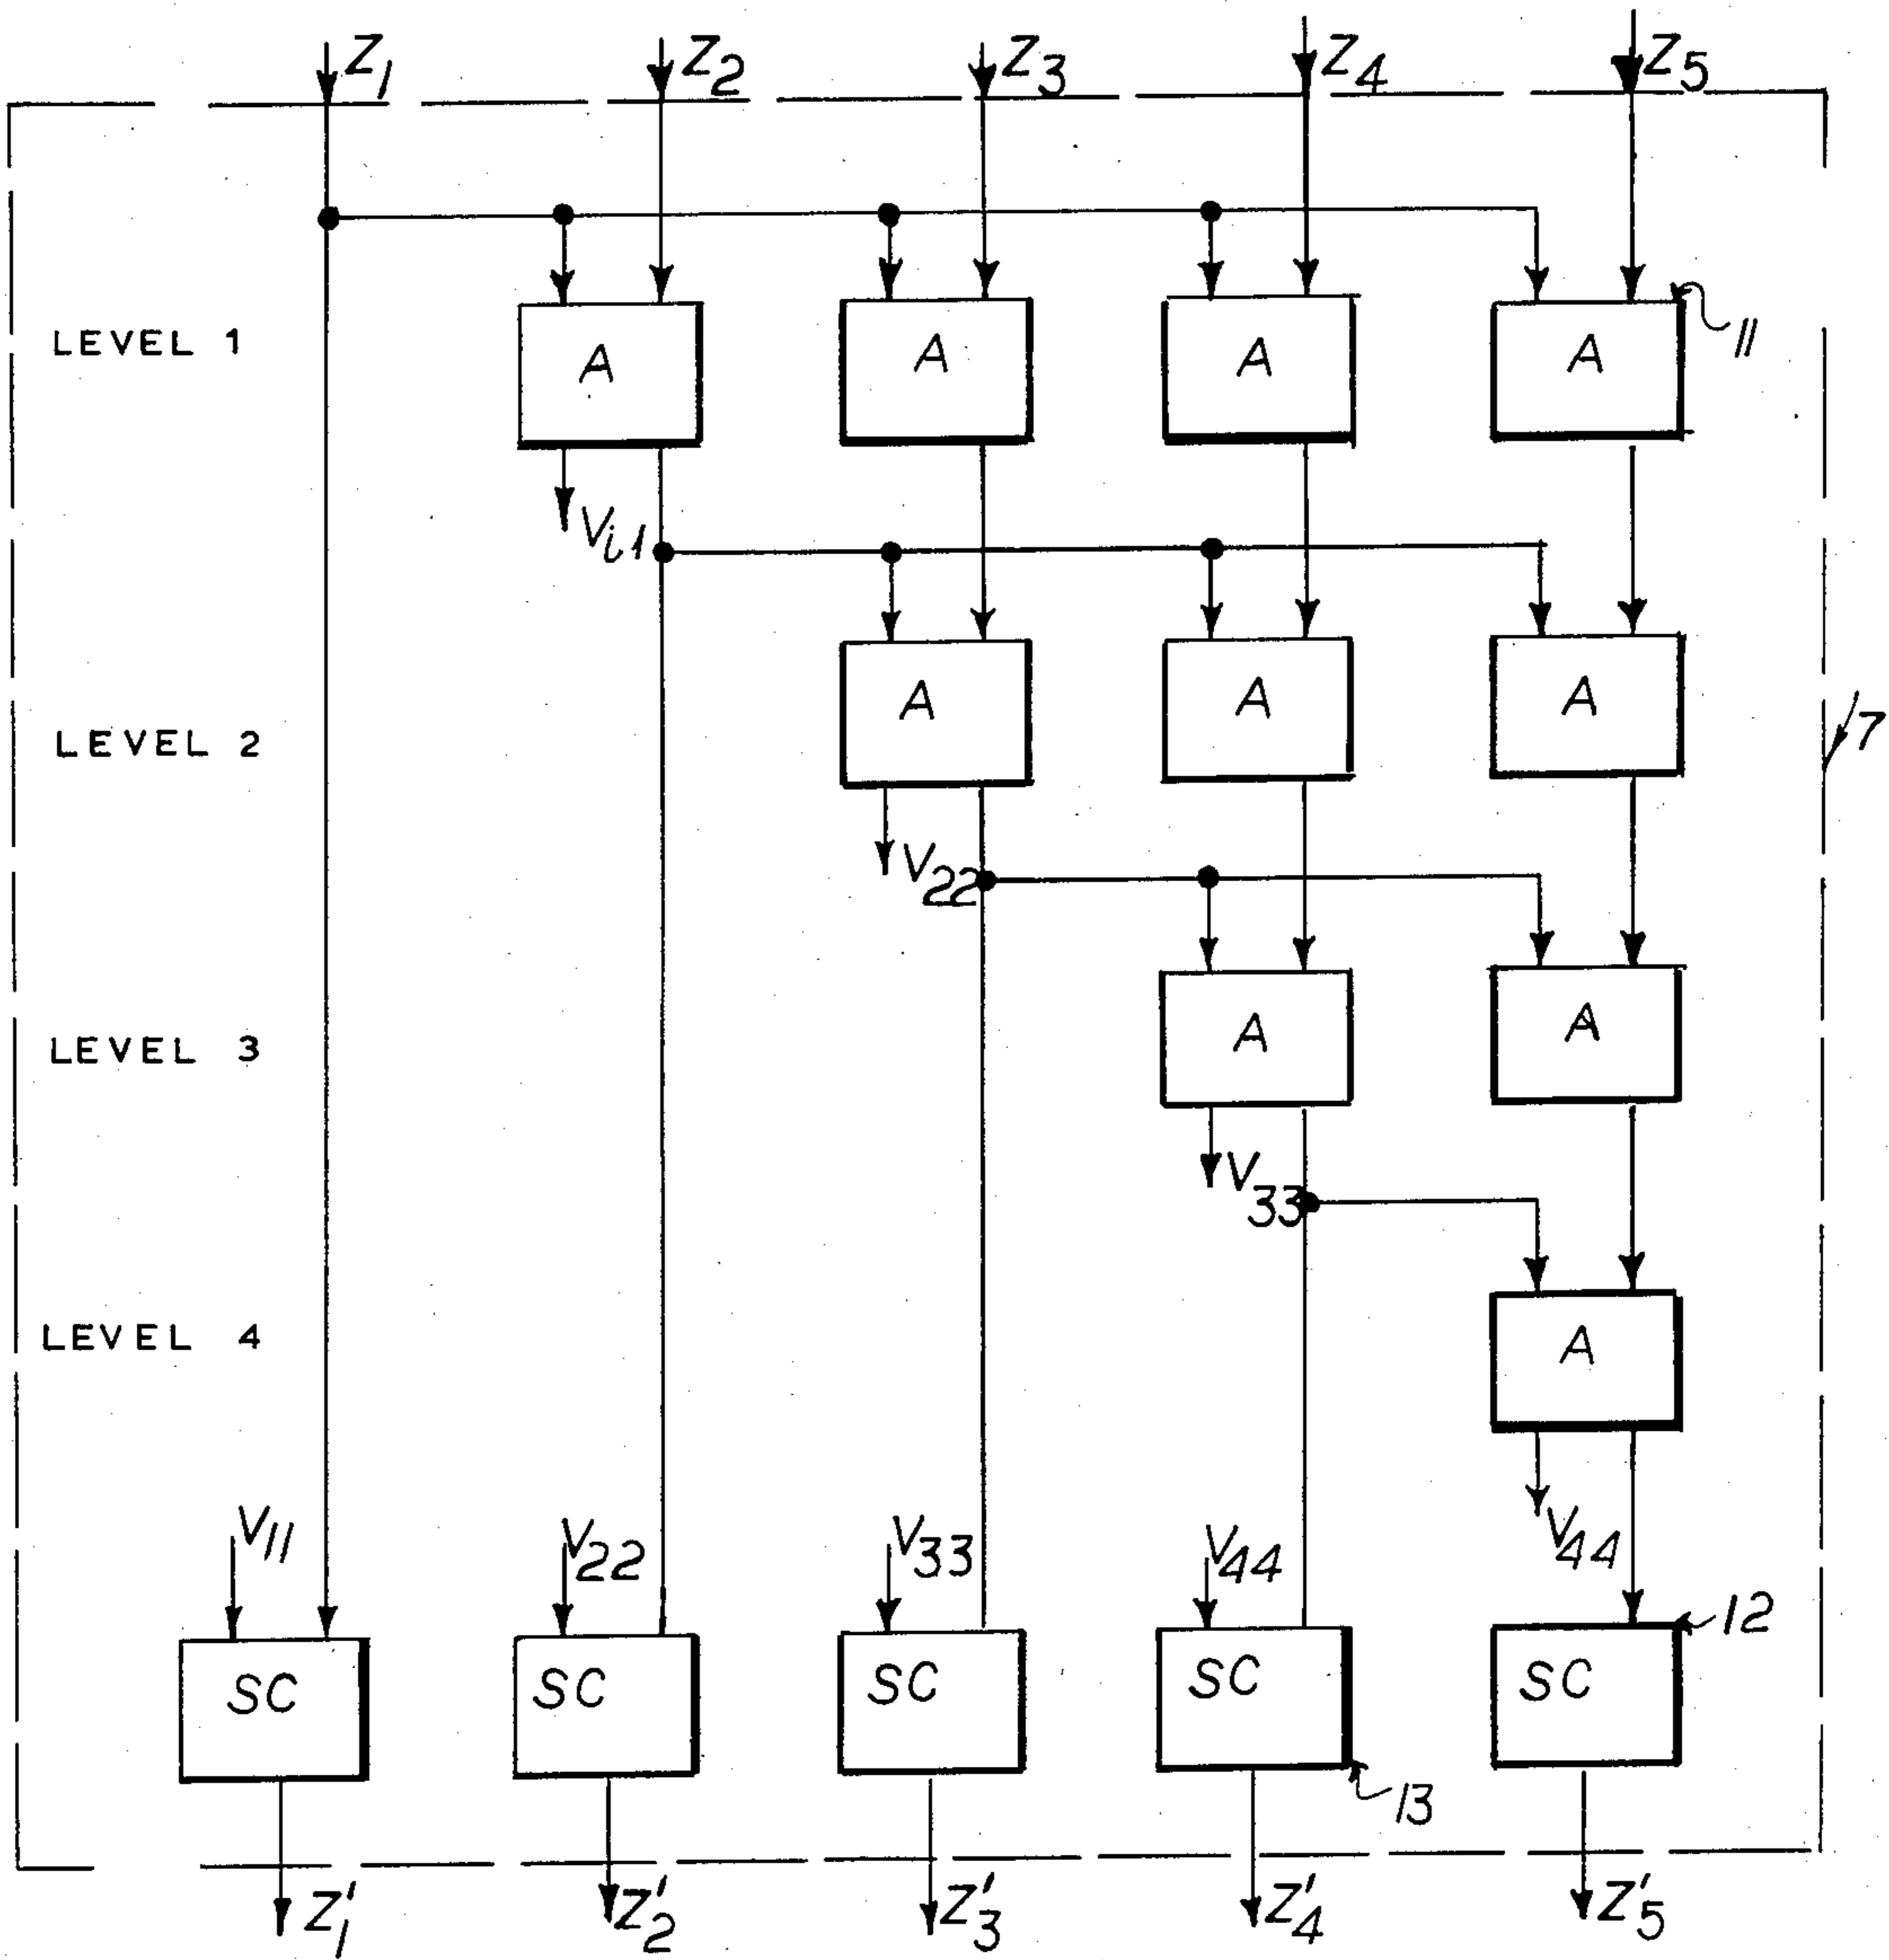 Z1 Z2 Z3 Z4 Z5
LEVEL 1 A A A A 11
Vi1
LEVEL 2 A A A 7
V22
LEVEL 3 A A
V33
LEVEL 4 A
V11 V22 V33 V44 V44
SC SC SC SC SC 12
13
Z'1 Z'2 Z'3 Z'4 Z'5